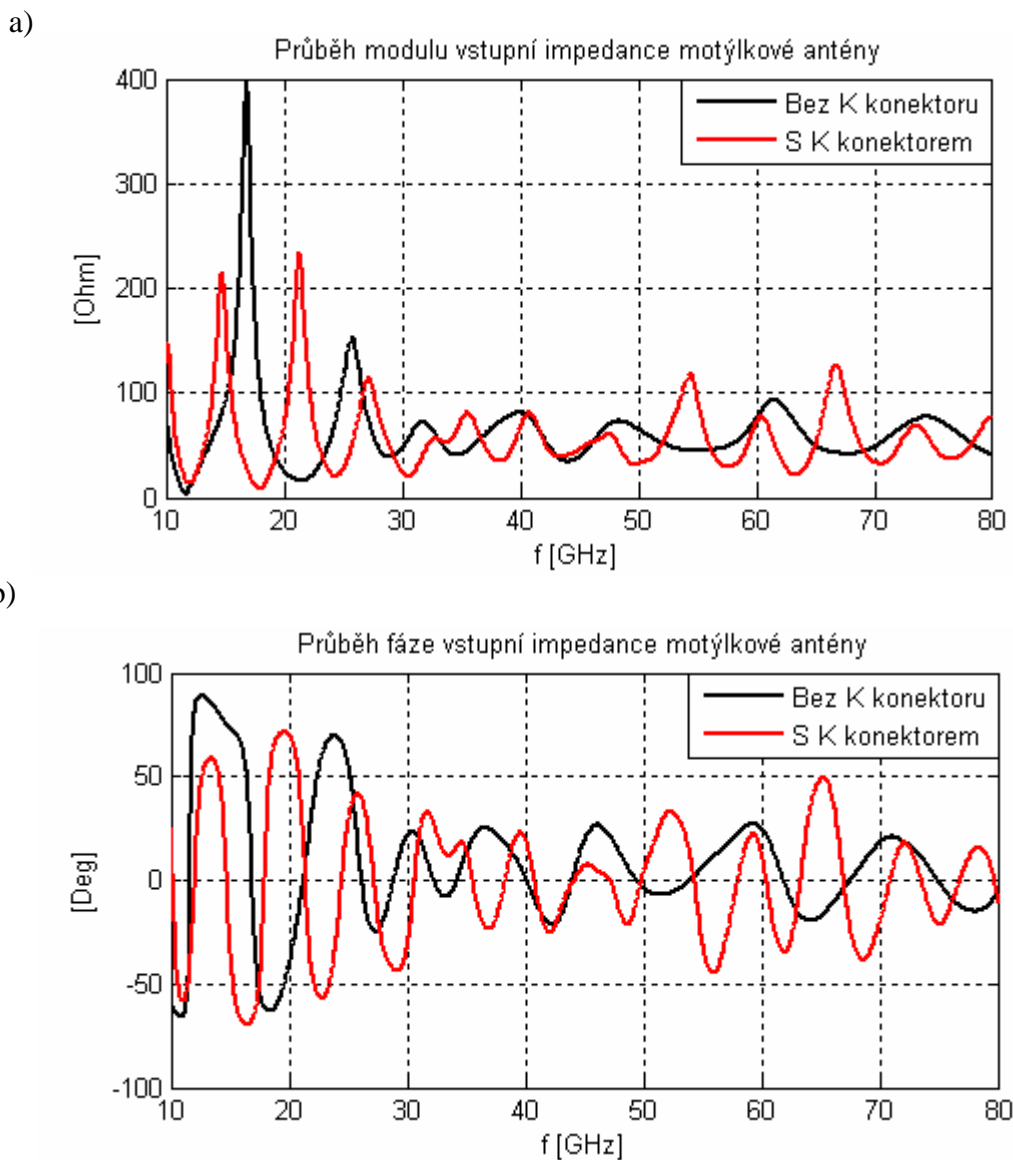 a)
Průběh modulu vstupní impedance motýlkové antény
400
300
200
100
0
[Ohm]
Bez K konektoru
S K konektorem
10 20 30 40 50 60 70 80
f [GHz]
b)
Průběh fáze vstupní impedance motýlkové antény
100
50
0
-50
-100
[Deg]
Bez K konektoru
S K konektorem
10 20 30 40 50 60 70 80
f [GHz]